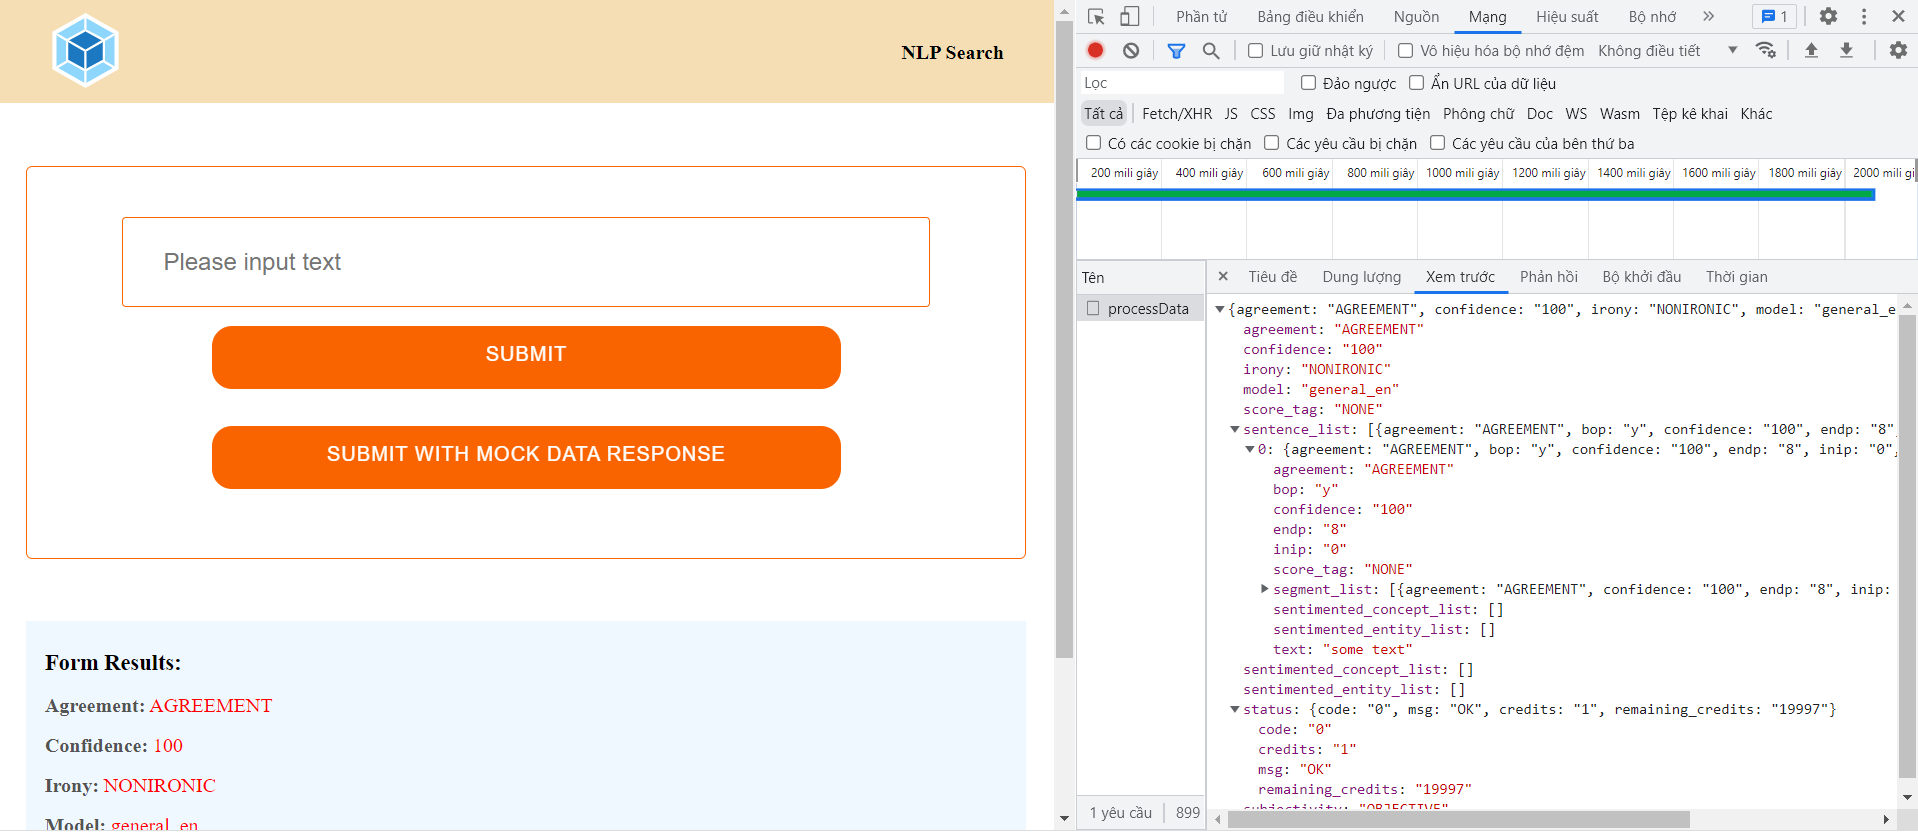 NLP Search
Please input text
SUBMIT
SUBMIT WITH MOCK DATA RESPONSE
Form Results:
Agreement: AGREEMENT
Confidence: 100
Irony: NONIRONIC
Model: general_en
Phần tử Bảng điều khiển Nguồn Mạng Hiệu suất Bộ nhớ 1
Lưu giữ nhật ký Vô hiệu hóa bộ nhớ đệm Không điều tiết
Lọc Đảo ngược Ẩn URL của dữ liệu
Tất cả Fetch/XHR JS CSS Img Đa phương tiện Phông chữ Doc WS Wasm Tệp kê khai Khác
Có các cookie bị chặn Các yêu cầu bị chặn Các yêu cầu của bên thứ ba
200 mili giây 400 mili giây 600 mili giây 800 mili giây 1000 mili giây 1200 mili giây 1400 mili giây 1600 mili giây 1800 mili giây 2000 mili gi
Tên
processData
1 yêu cầu 899
Tiêu đề Dung lượng Xem trước Phản hồi Bộ khởi đầu Thời gian
{agreement: "AGREEMENT", confidence: "100", irony: "NONIRONIC", model: "general_e
agreement: "AGREEMENT"
confidence: "100"
irony: "NONIRONIC"
model: "general_en"
score_tag: "NONE"
sentence_list: [{agreement: "AGREEMENT", bop: "y", confidence: "100", endp: "8",
0: {agreement: "AGREEMENT", bop: "y", confidence: "100", endp: "8", inip: "0",
agreement: "AGREEMENT"
bop: "y"
confidence: "100"
endp: "8"
inip: "0"
score_tag: "NONE"
segment_list: [{agreement: "AGREEMENT", confidence: "100", endp: "8", inip:
sentimented_concept_list: []
sentimented_entity_list: []
text: "some text"
sentimented_concept_list: []
sentimented_entity_list: []
status: {code: "0", msg: "OK", credits: "1", remaining_credits: "19997"}
code: "0"
credits: "1"
msg: "OK"
remaining_credits: "19997"
subjectivity: "OBJECTIVE"